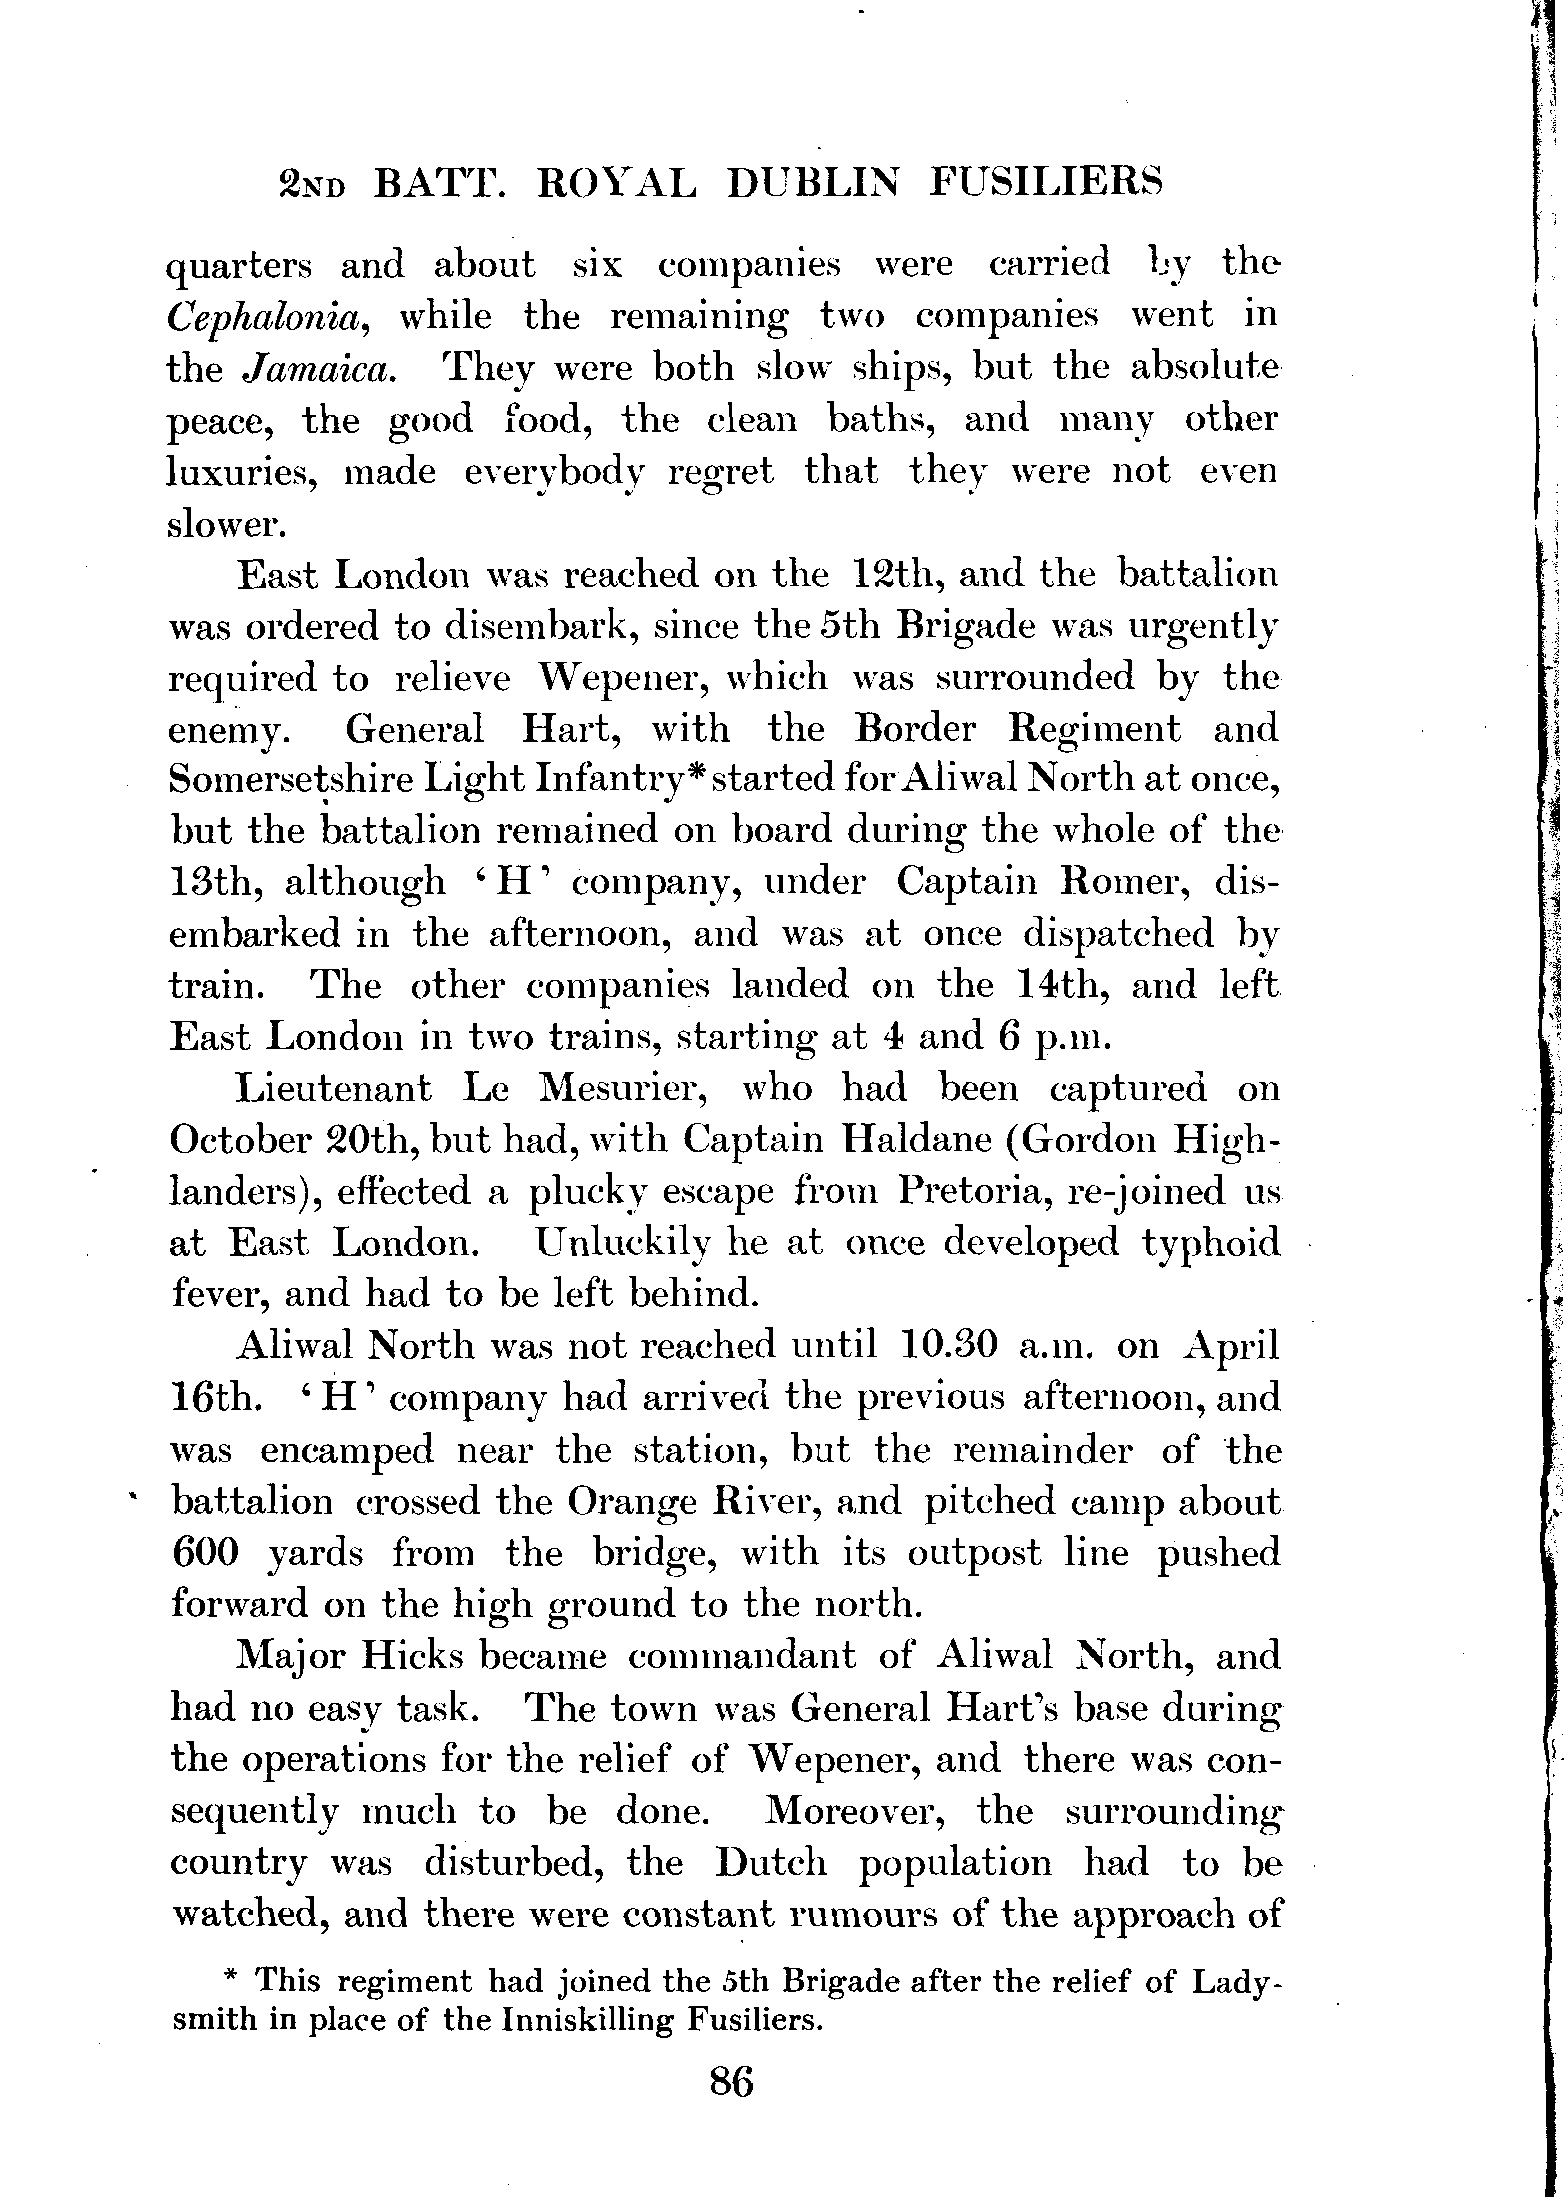 2ND BATT. ROYAL DUBLIN FUSILIERS
quarters and about six companies were carried by the
Cephalonia, while the remaining two companies went in
the Jamaica. They were both slow ships, but the absolute
peace, the good food, the clean baths, and many other
luxuries, made everybody regret that they were not even
slower.
East London was reached on the 12th, and the battalion
was ordered to disembark, since the 5th Brigade was urgently
required to relieve Wepener, which was surrounded by the
enemy. General Hart, with the Border Regiment and
Somersetshire Light Infantry* started for Aliwal North at once,
but the battalion remained on board during the whole of the
13th, although ‘H’ company, under Captain Romer, dis-
embarked in the afternoon, and was at once dispatched by
train. The other companies landed on the 14th, and left
East London in two trains, starting at 4 and 6 p.m.
Lieutenant Le Mesurier, who had been captured on
October 20th, but had, with Captain Haldane (Gordon High-
landers), effected a plucky escape from Pretoria, re-joined us
at East London. Unluckily he at once developed typhoid
fever, and had to be left behind.
Aliwal North was not reached until 10.30 a.m. on April
16th. ‘H’ company had arrived the previous afternoon, and
was encamped near the station, but the remainder of the
battalion crossed the Orange River, and pitched camp about
600 yards from the bridge, with its outpost line pushed
forward on the high ground to the north.
Major Hicks became commandant of Aliwal North, and
had no easy task. The town was General Hart's base during
the operations for the relief of Wepener, and there was con-
sequently much to be done. Moreover, the surrounding
country was disturbed, the Dutch population had to be
watched, and there were constant rumours of the approach of
* This regiment had joined the 5th Brigade after the relief of Lady-
smith in place of the Inniskilling Fusiliers.
86